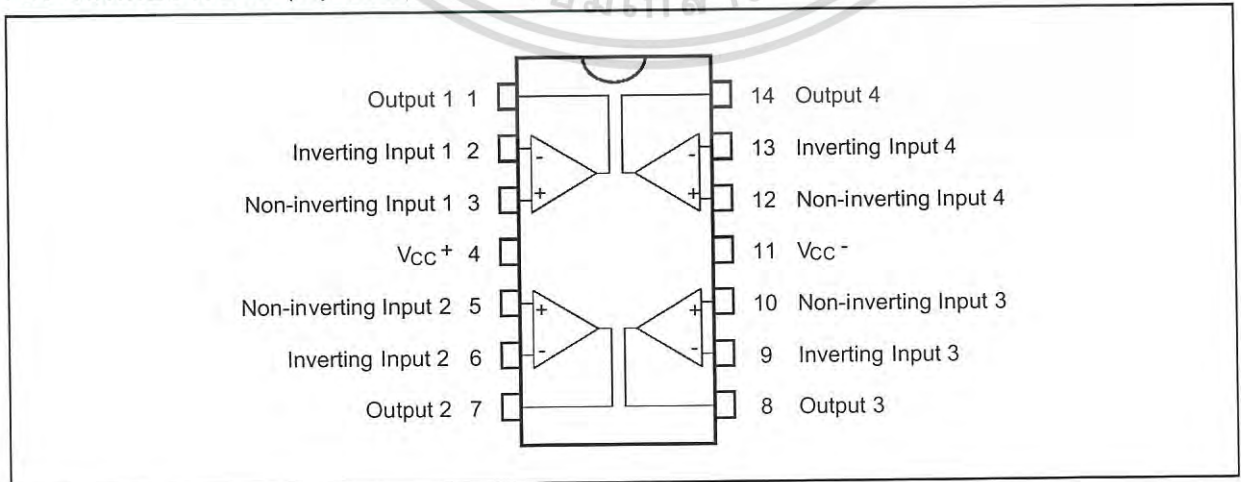 Output 1 1
Inverting Input 1 2
Non-inverting Input 1 3
VCC+ 4
Non-inverting Input 2 5
Inverting Input 2 6
Output 2 7
14 Output 4
13 Inverting Input 4
12 Non-inverting Input 4
11 VCC-
10 Non-inverting Input 3
9 Inverting Input 3
8 Output 3
-
+
-
+
+
-
+
-